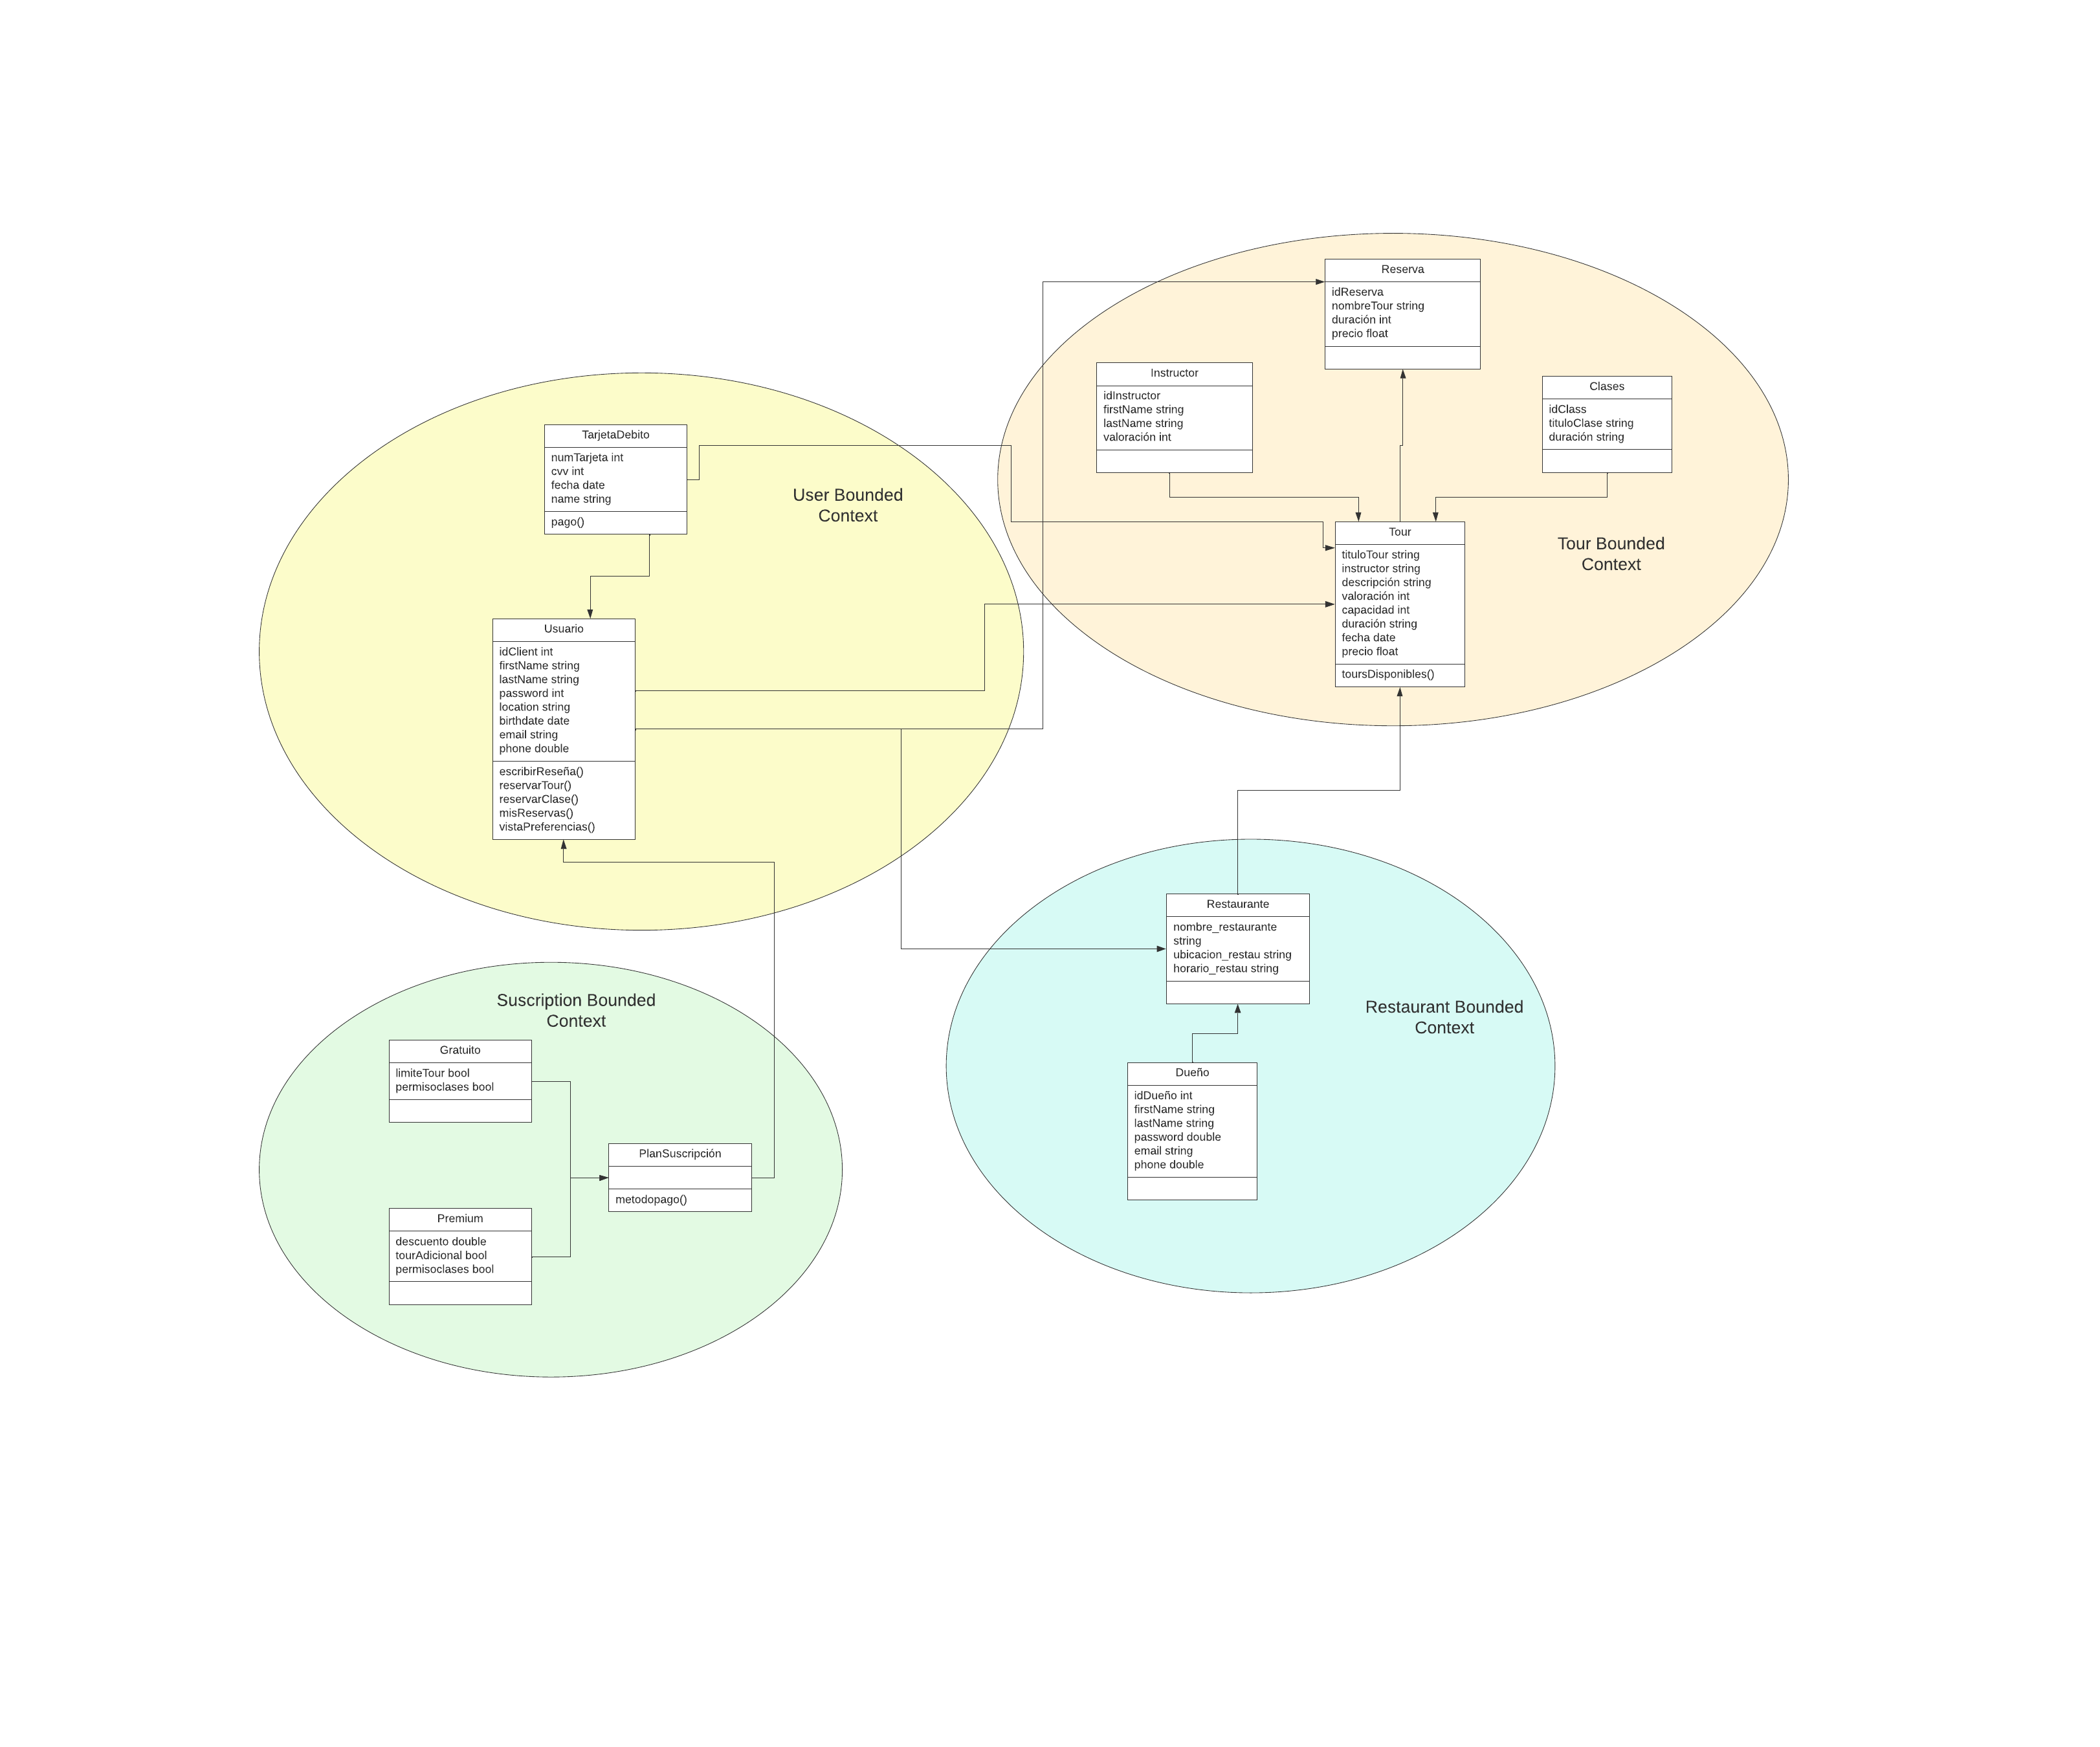 Reserva
idReserva
nombreTour string
duración int
precio float
Instructor
idInstructor
firstName string
lastName string
valoración int
Clases
idClass
tituloClase string
duración string
TarjetaDebito
numTarjeta int
cvv int
fecha date
name string
pago()
User Bounded
Context
Tour
tituloTour string
instructor string
descripción string
valoración int
capacidad int
duración string
fecha date
precio float
toursDisponibles()
Tour Bounded
Context
Usuario
idClient int
firstName string
lastName string
password int
location string
birthdate date
email string
phone double
escribirReseña()
reservarTour()
reservarClase()
misReservas()
vistaPreferencias()
Restaurante
nombre_restaurante
string
ubicacion_restau string
horario_restau string
Restaurant Bounded
Context
Dueño
idDueño int
firstName string
lastName string
password double
email string
phone double
Suscription Bounded
Context
Gratuito
limiteTour bool
permisoclases bool
PlanSuscripción
metodopago()
Premium
descuento double
tourAdicional bool
permisoclases bool